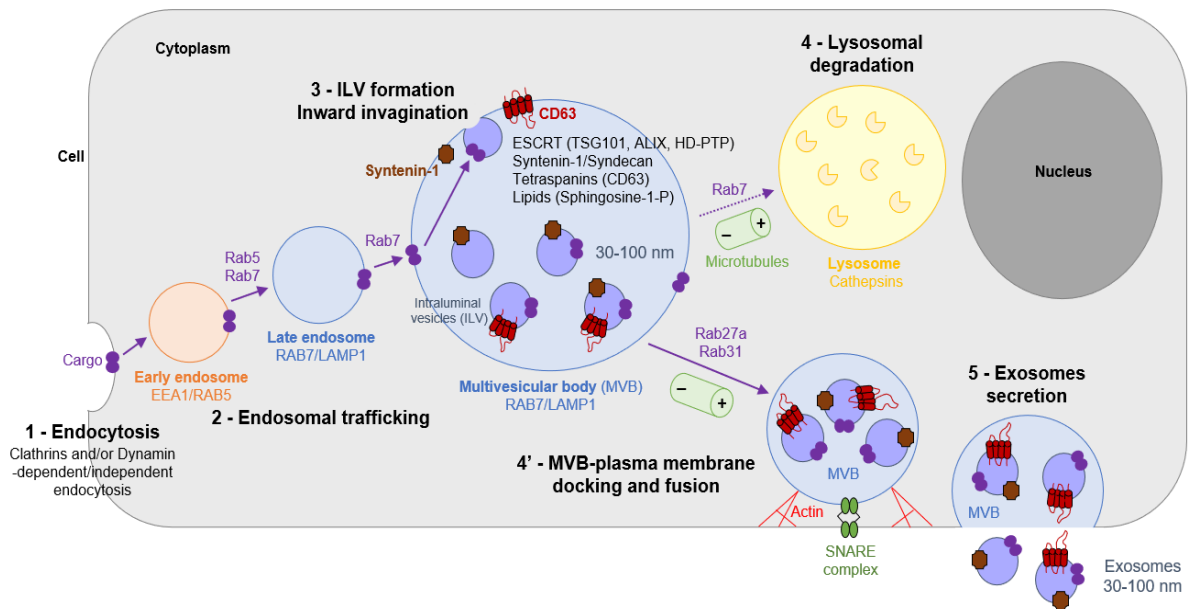 Cytoplasm
Cell
3 - ILV formation
Inward invagination
CD63
Syntenin-1
ESCRT (TSG101, ALIX, HD-PTP)
Syntenin-1/Syndecan
Tetraspanins (CD63)
Lipids (Sphingosine-1-P)
4 - Lysosomal
degradation
Nucleus
Rab7
- +
Microtubules
Lysosome
Cathepsins
Rab5
Rab7
Rab7
30-100 nm
Intraluminal
vesicles (ILV)
Cargo
Early endosome
EEA1/RAB5
Late endosome
RAB7/LAMP1
Multivesicular body (MVB)
RAB7/LAMP1
Rab27a
Rab31
- +
1 - Endocytosis
Clathrins and/or Dynamin
-dependent/independent
endocytosis
2 - Endosomal trafficking
4’ - MVB-plasma membrane
docking and fusion
MVB
Actin
SNARE
complex
5 - Exosomes
secretion
MVB
Exosomes
30-100 nm